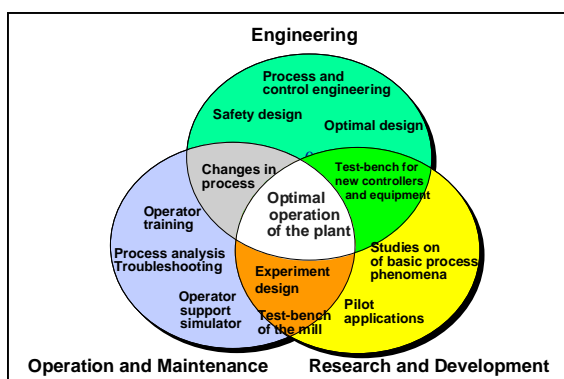 Engineering
Process and
control engineering
Safety design
Optimal design
Changes in
process
Test-bench for
new controllers
and equipment
Optimal
operation
of the plant
Operator
training
Process analysis
Troubleshooting
Operator
support
simulator
Experiment
design
Test-bench
of the mill
Studies on
of basic process
phenomena
Pilot
applications
Operation and Maintenance
Research and Development